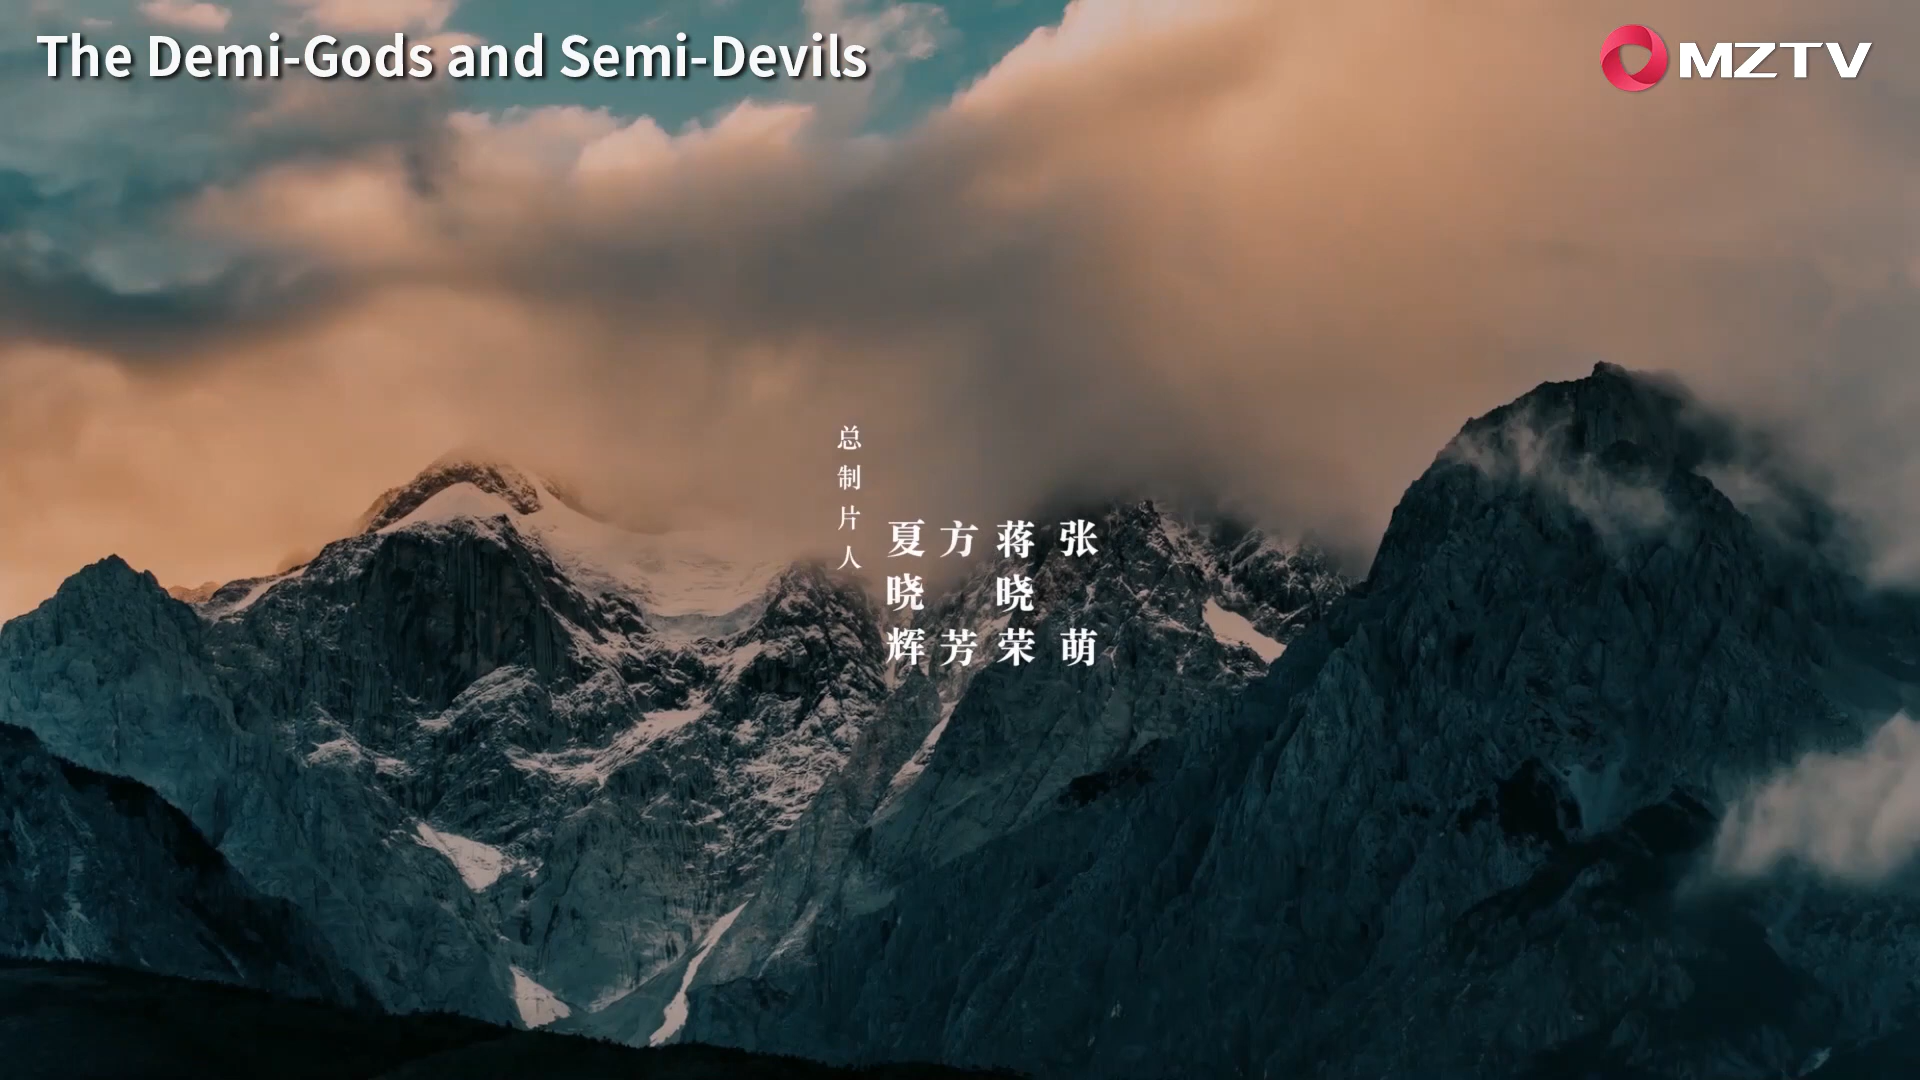 The Demi-Gods and Semi-Devils
MZTV
总制片人
夏晓辉
方芳
蒋晓荣
张萌